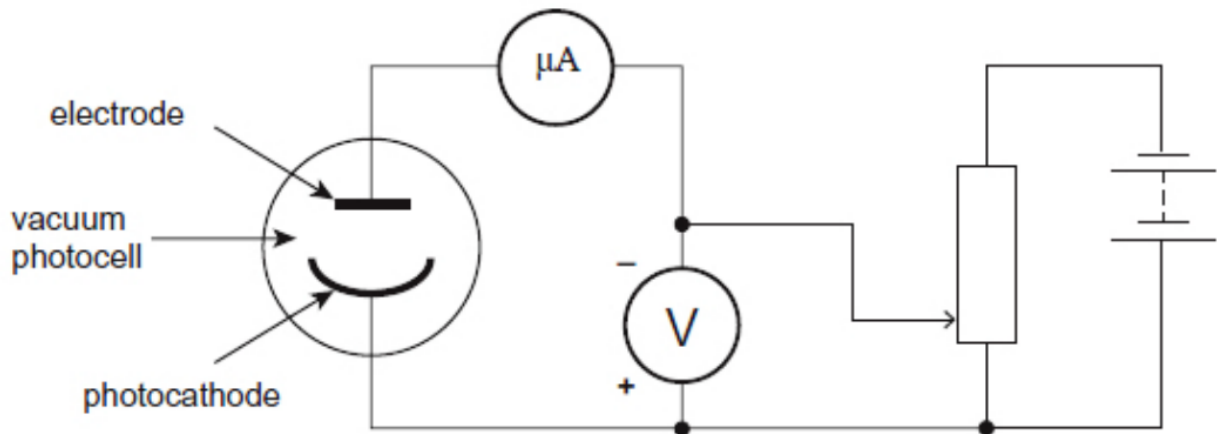 μA
electrode
vacuum
photocell
photocathode
–
V
+